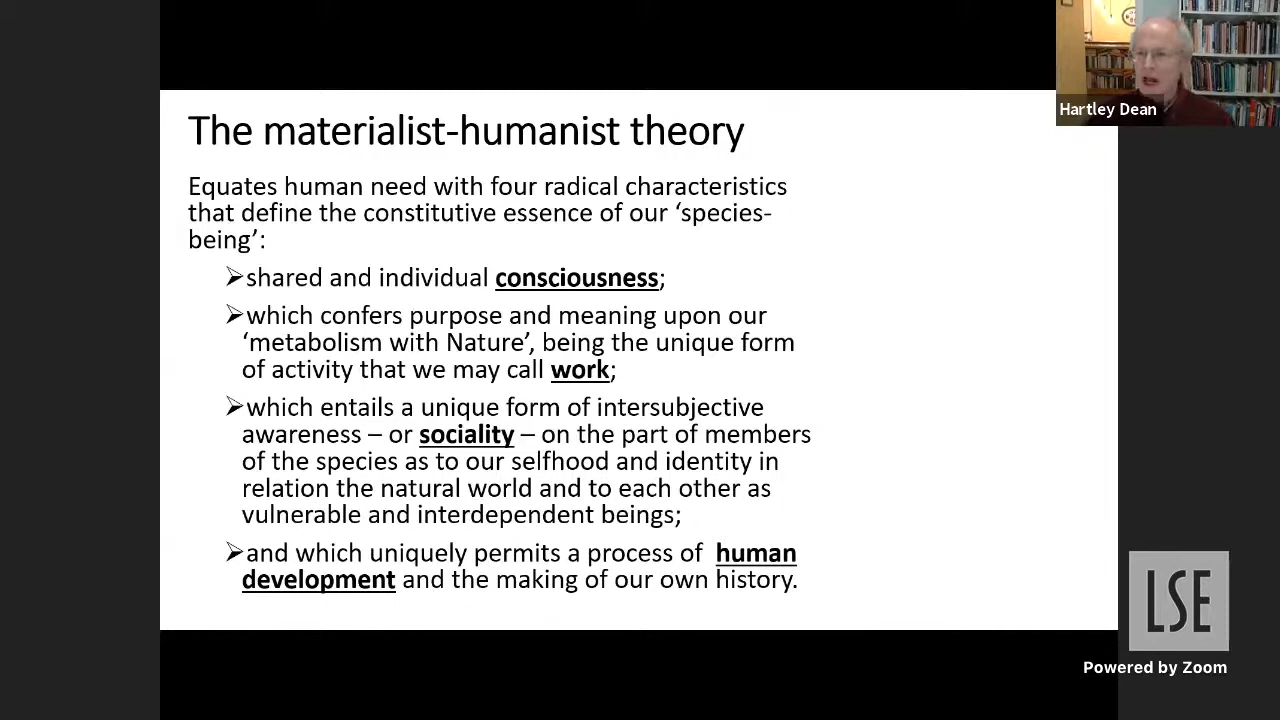 Hartley Dean
The materialist-humanist theory
Equates human need with four radical characteristics
that define the constitutive essence of our ‘species-
being’:
➢shared and individual consciousness;
➢which confers purpose and meaning upon our
‘metabolism with Nature’, being the unique form
of activity that we may call work;
➢which entails a unique form of intersubjective
awareness – or sociality – on the part of members
of the species as to our selfhood and identity in
relation the natural world and to each other as
vulnerable and interdependent beings;
➢and which uniquely permits a process of human
development and the making of our own history.
LSE
Powered by Zoom